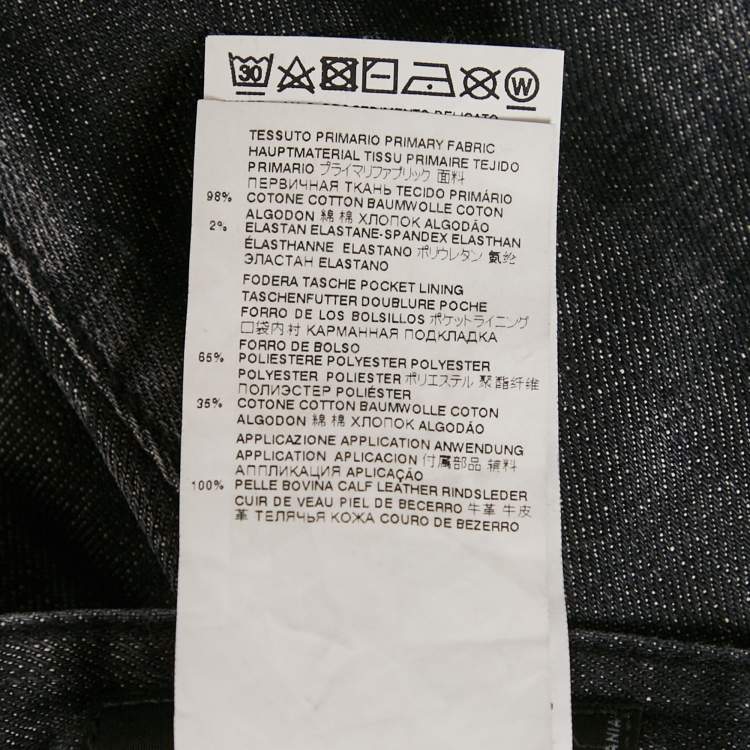 30
W
PROCEDIMENTO DELICATO
TESSUTO PRIMARIO PRIMARY FABRIC
HAUPTMATERIAL TISSU PRIMAIRE TEJIDO
PRIMARIO プライマリファブリック 面料
ПЕРВИЧНАЯ ТКАНЬ TECIDO PRIMÁRIO
98% COTONE COTTON BAUMWOLLE COTON
ALGODON 綿 棉 ХЛОПОК ALGODÃO
2% ELASTAN ELASTANE-SPANDEX ELASTHAN
ÉLASTHANNE ELASTANO ポリウレタン 氨纶
ЭЛАСТАН ELASTANO
FODERA TASCHE POCKET LINING
TASCHENFUTTER DOUBLURE POCHE
FORRO DE LOS BOLSILLOS ポケットライニング
口袋内衬 КАРМАННАЯ ПОДКЛАДКА
FORRO DE BOLSO
65% POLIESTERE POLYESTER POLYESTER
POLYESTER POLIESTER ポリエステル 聚酯纤维
ПОЛИЭСТЕР POLIÉSTER
35% COTONE COTTON BAUMWOLLE COTON
ALGODON 綿 棉 ХЛОПОК ALGODÃO
APPLICAZIONE APPLICATION ANWENDUNG
APPLICATION APLICACION 付属部品 辅料
АППЛИКАЦИЯ APLICAÇÃO
100% PELLE BOVINA CALF LEATHER RINDSLEDER
CUIR DE VEAU PIEL DE BECERRO 牛革 牛皮
革 ТЕЛЯЧЬЯ КОЖА COURO DE BEZERRO